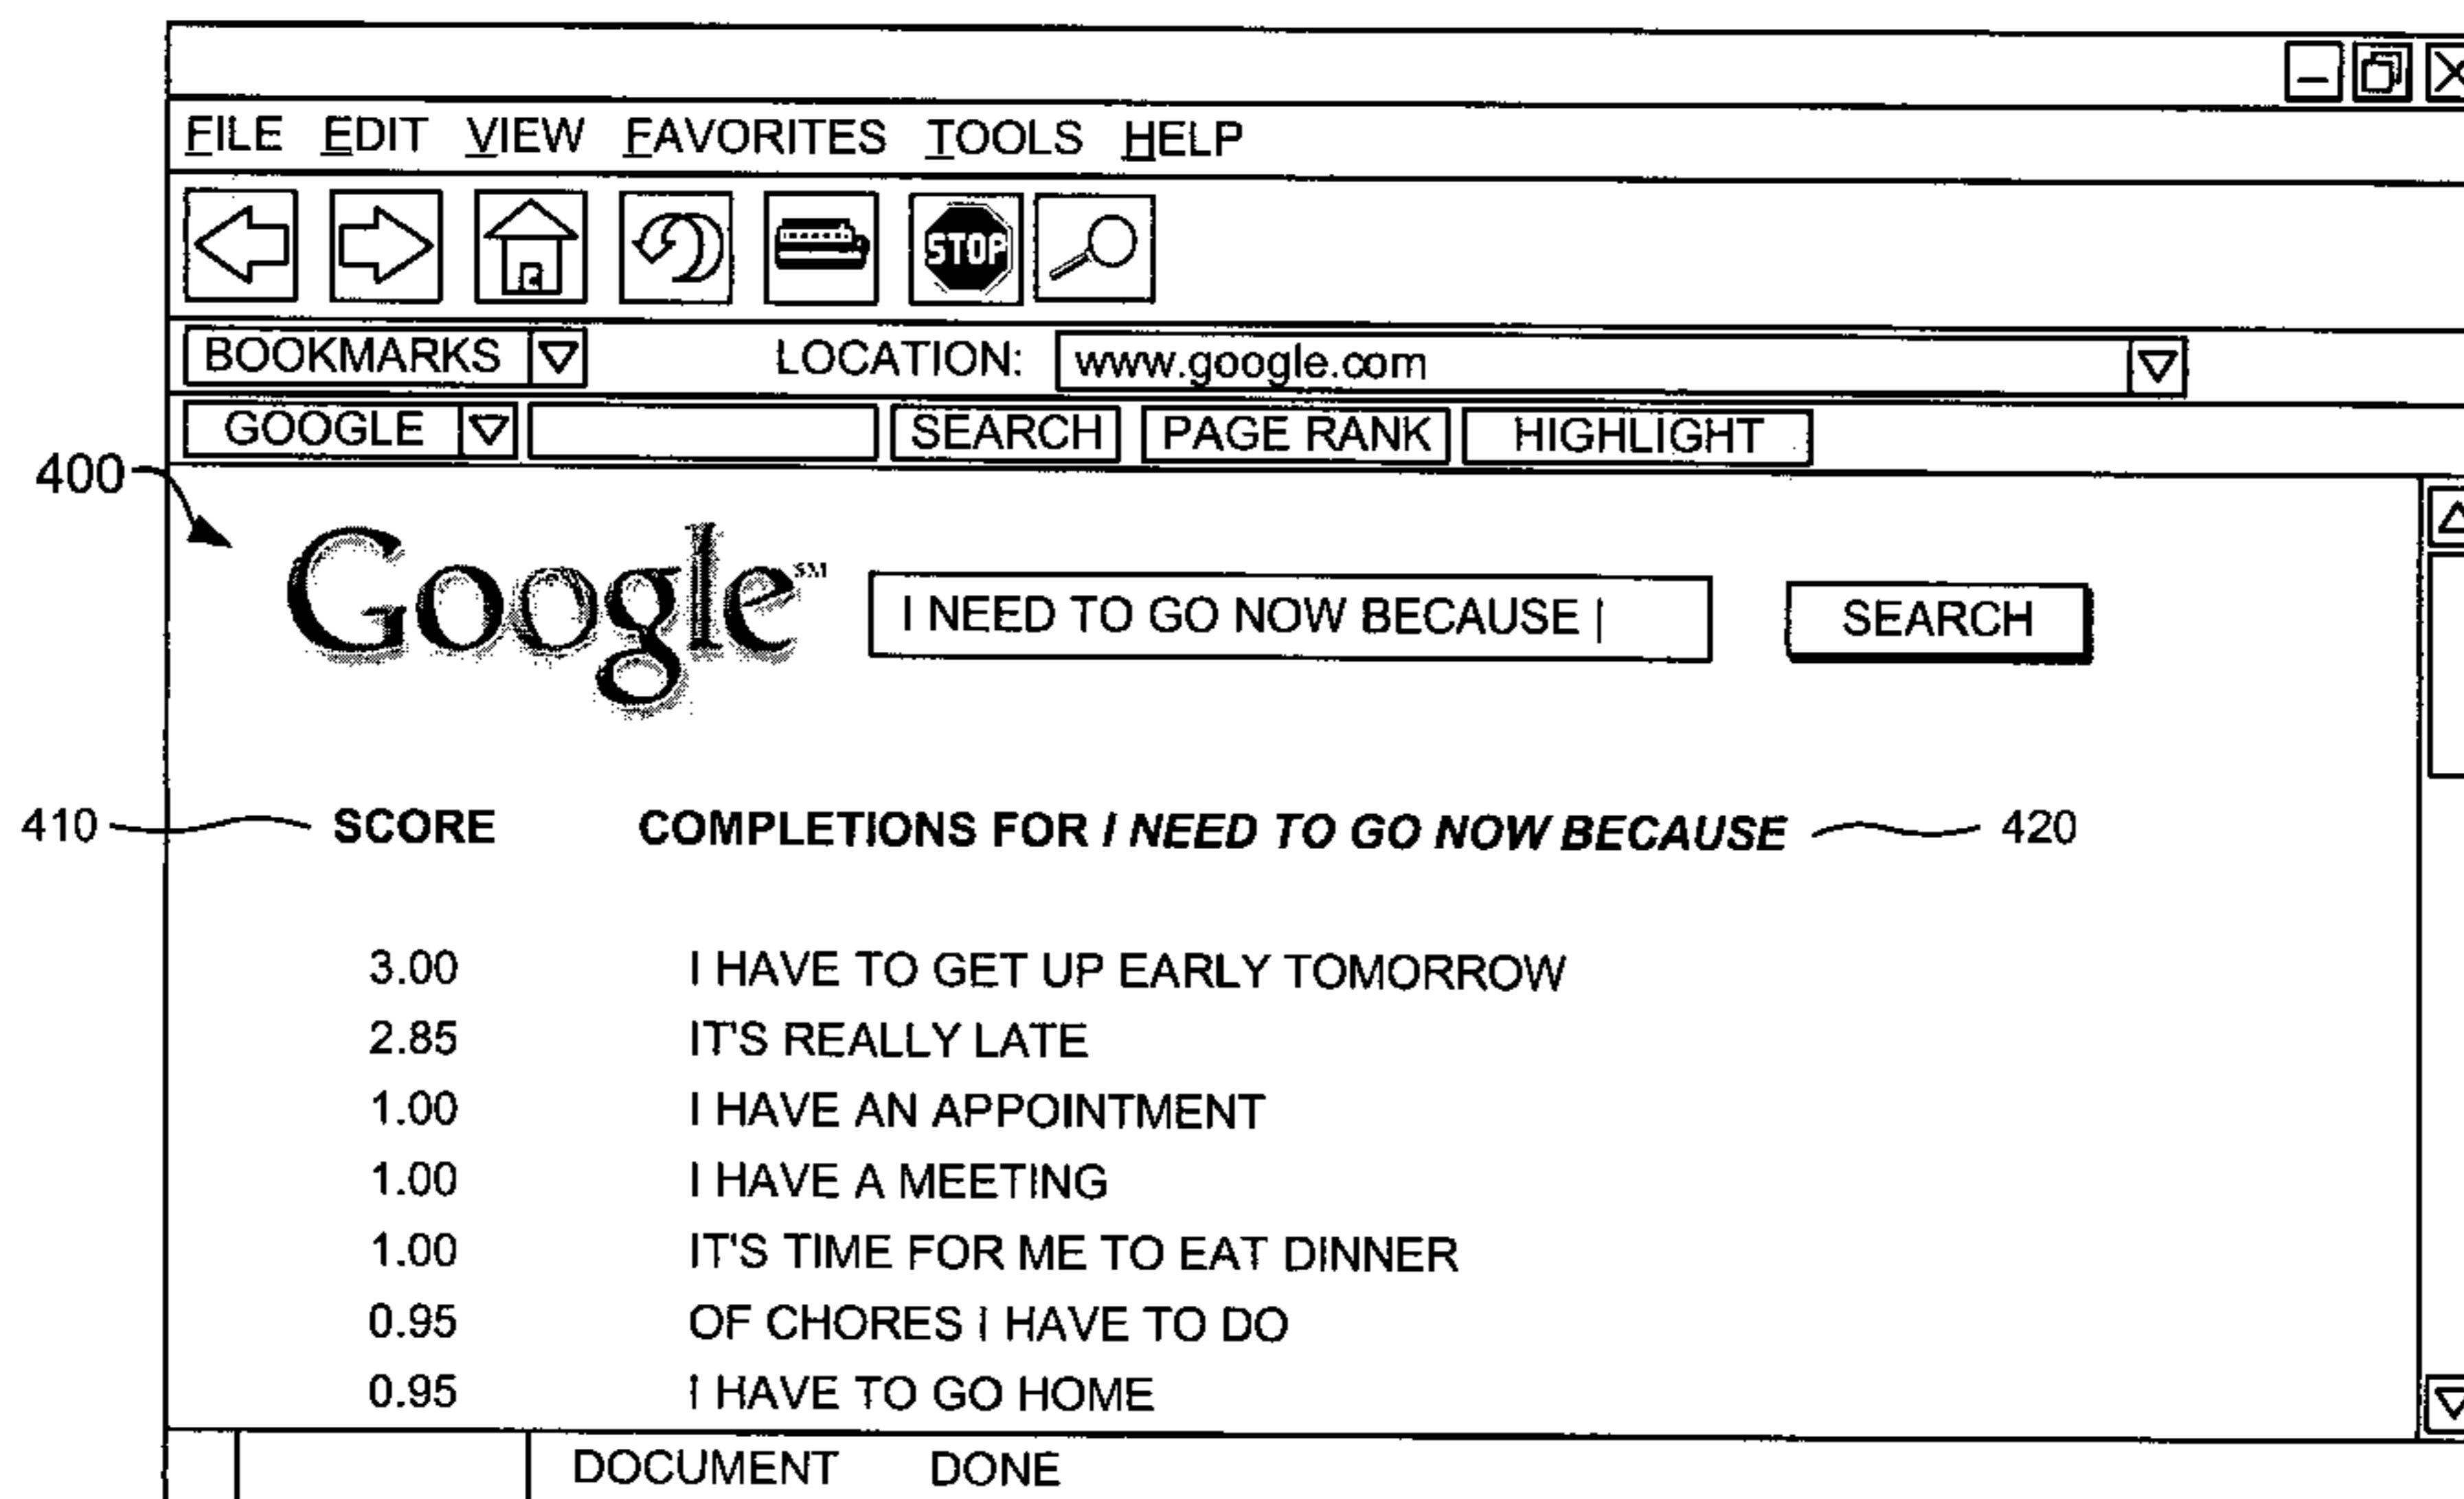 FILE EDIT VIEW FAVORITES TOOLS HELP
STOP
BOOKMARKS LOCATION: www.google.com
GOOGLE SEARCH PAGE RANK HIGHLIGHT
400
Google SM I NEED TO GO NOW BECAUSE SEARCH
410 SCORE COMPLETIONS FOR I NEED TO GO NOW BECAUSE 420
3.00 I HAVE TO GET UP EARLY TOMORROW
2.85 IT'S REALLY LATE
1.00 I HAVE AN APPOINTMENT
1.00 I HAVE A MEETING
1.00 IT'S TIME FOR ME TO EAT DINNER
0.95 OF CHORES I HAVE TO DO
0.95 I HAVE TO GO HOME
DOCUMENT DONE